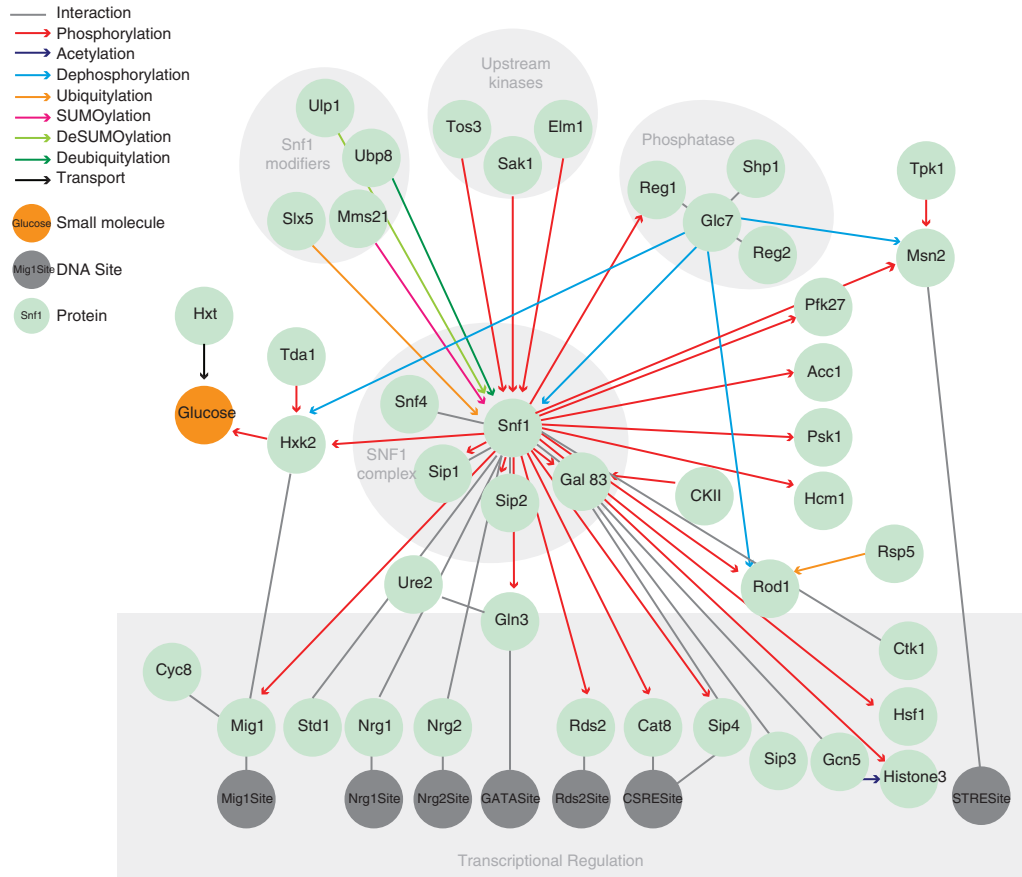 Interaction
Phosphorylation
Acetylation
Dephosphorylation
Ubiquitylation
SUMOylation
DeSUMOylation
Deubiquitylation
Transport
Glucose Small molecule
Mig1Site DNA Site
Snf1 Protein
Ulp1
Snf1
modifiers
Ubp8
Slx5
Mms21
Upstream
kinases
Tos3
Elm1
Sak1
Phosphatase
Shp1
Reg1
Glc7
Reg2
Tpk1
Msn2
Hxt
Tda1
Glucose
Hxk2
Snf4
Snf1
SNF1
complex
Sip1
Sip2
Gal 83
CKII
Pfk27
Acc1
Psk1
Hcm1
Rsp5
Rod1
Ure2
Gln3
Ctk1
Cyc8
Mig1
Std1
Nrg1
Nrg2
Rds2
Cat8
Sip4
Sip3
Gcn5
Hsf1
Histone3
Mig1Site
Nrg1Site
Nrg2Site
GATASite
Rds2Site
CSRESite
STRESite
Transcriptional Regulation